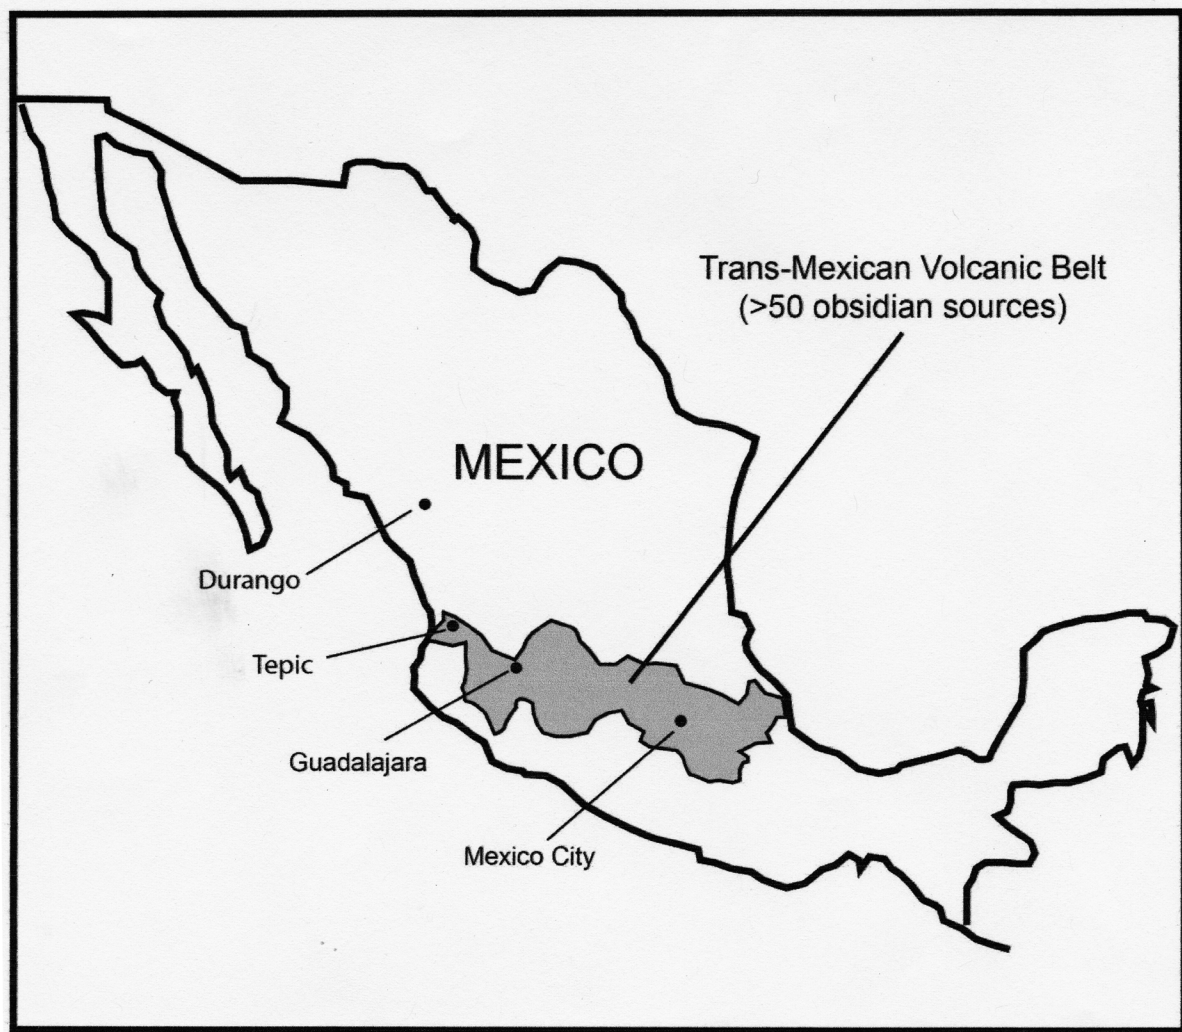 Trans-Mexican Volcanic Belt
(>50 obsidian sources)
MEXICO
Durango
Tepic
Guadalajara
Mexico City